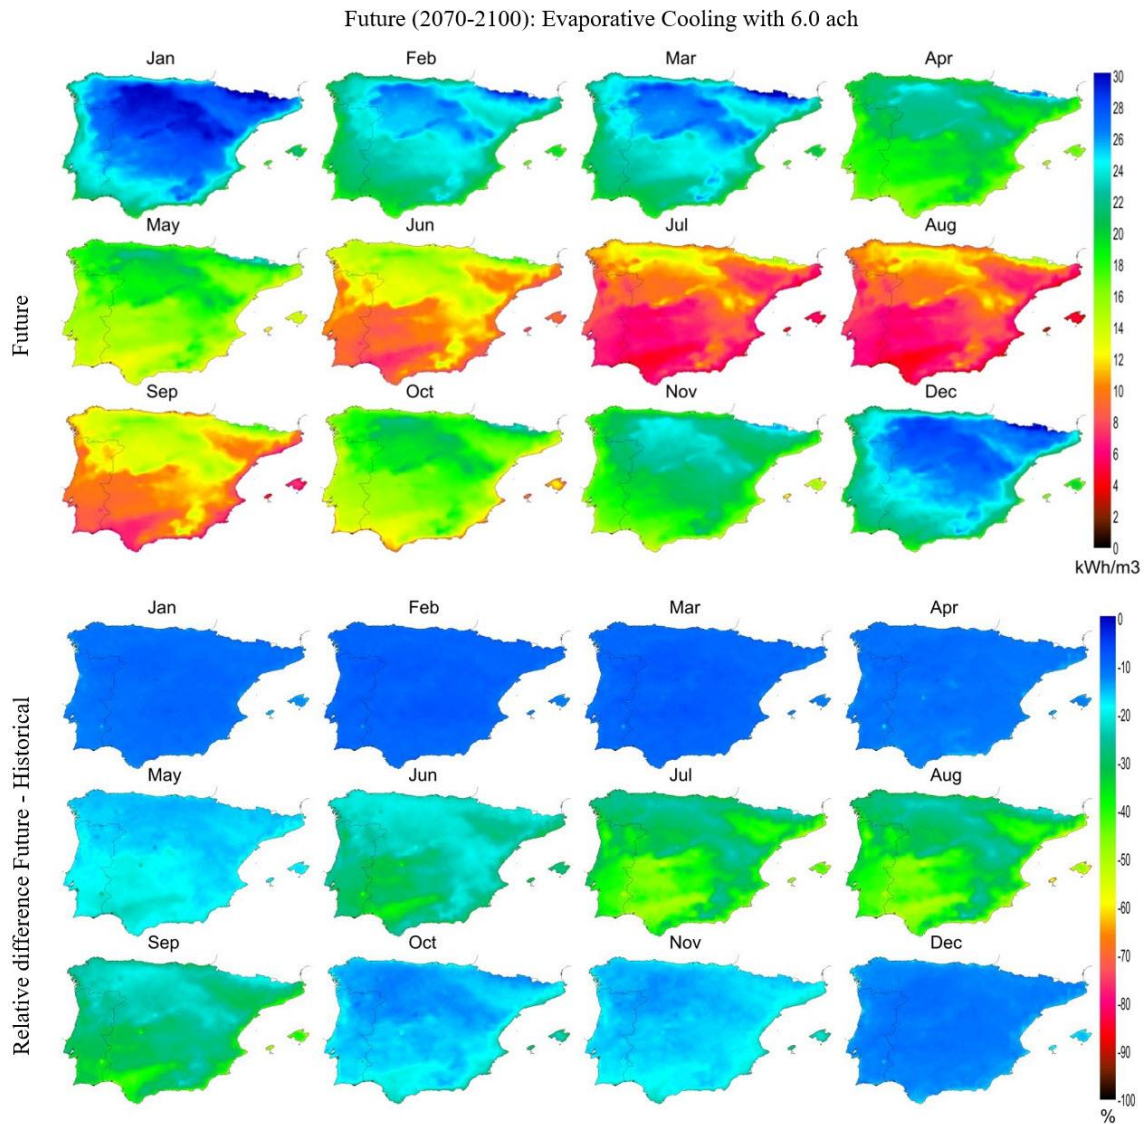 Future (2070-2100): Evaporative Cooling with 6.0 ach
Jan Feb Mar Apr
May Jun Jul Aug
Sep Oct Nov Dec
Future
30
28
26
24
22
20
18
16
14
12
10
8
6
4
2
0
kWh/m3
Jan Feb Mar Apr
May Jun Jul Aug
Sep Oct Nov Dec
Relative difference Future - Historical
0
-10
-20
-30
-40
-50
-60
-70
-80
-90
-100
%